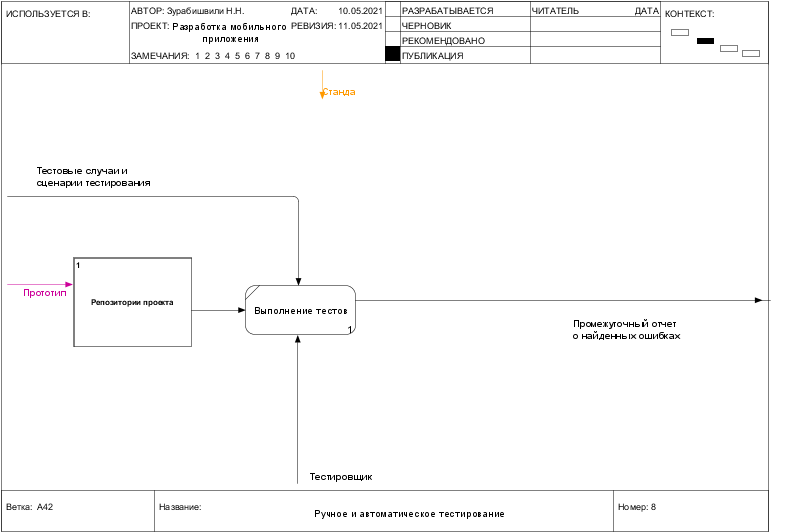 ИСПОЛЬЗУЕТСЯ В:
АВТОР: Зурабишвили Н.Н.
ДАТА: 10.05.2021
ПРОЕКТ: Разработка мобильного
приложения
РЕВИЗИЯ: 11.05.2021
ЗАМЕЧАНИЯ: 1 2 3 4 5 6 7 8 9 10
РАЗРАБАТЫВАЕТСЯ
ЧЕРНОВИК
РЕКОМЕНДОВАНО
ПУБЛИКАЦИЯ
ЧИТАТЕЛЬ
ДАТА
КОНТЕКСТ:
Станда
Тестовые случаи и
сценарии тестирования
1
Прототип
Репозитории проекта
Выполнение тестов
1
Промежуточный отчет
о найденных ошибках
Тестировщик
Ветка: A42
Название:
Ручное и автоматическое тестирование
Номер: 8